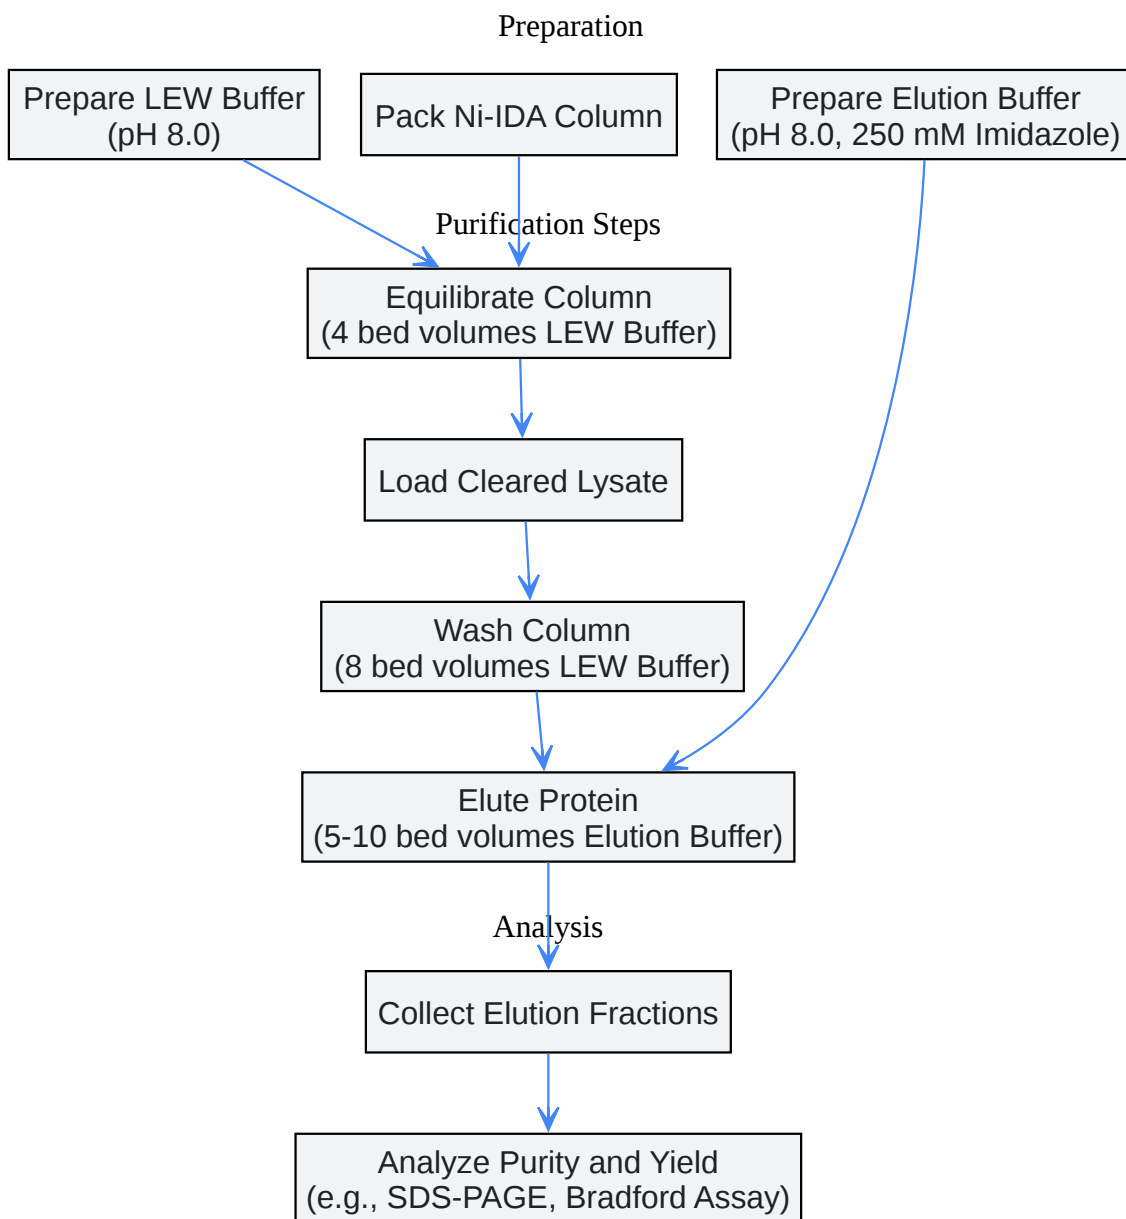 Preparation
Prepare LEW Buffer
(pH 8.0)
Pack Ni-IDA Column
Prepare Elution Buffer
(pH 8.0, 250 mM Imidazole)
Purification Steps
Equilibrate Column
(4 bed volumes LEW Buffer)
Load Cleared Lysate
Wash Column
(8 bed volumes LEW Buffer)
Elute Protein
(5-10 bed volumes Elution Buffer)
Analysis
Collect Elution Fractions
Analyze Purity and Yield
(e.g., SDS-PAGE, Bradford Assay)